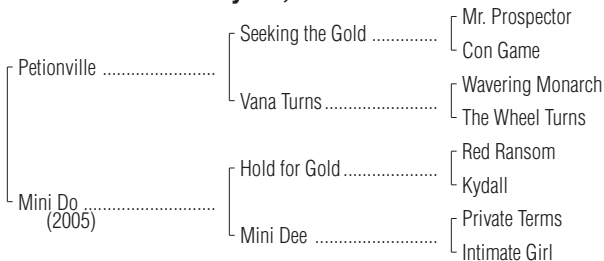 Petionville ........................
Mini Do ............................
(2005)
Seeking the Gold ..............
Vana Turns ........................
Hold for Gold ....................
Mini Dee ..........................
Mr. Prospector
Con Game
Wavering Monarch
The Wheel Turns
Red Ransom
Kydall
Private Terms
Intimate Girl